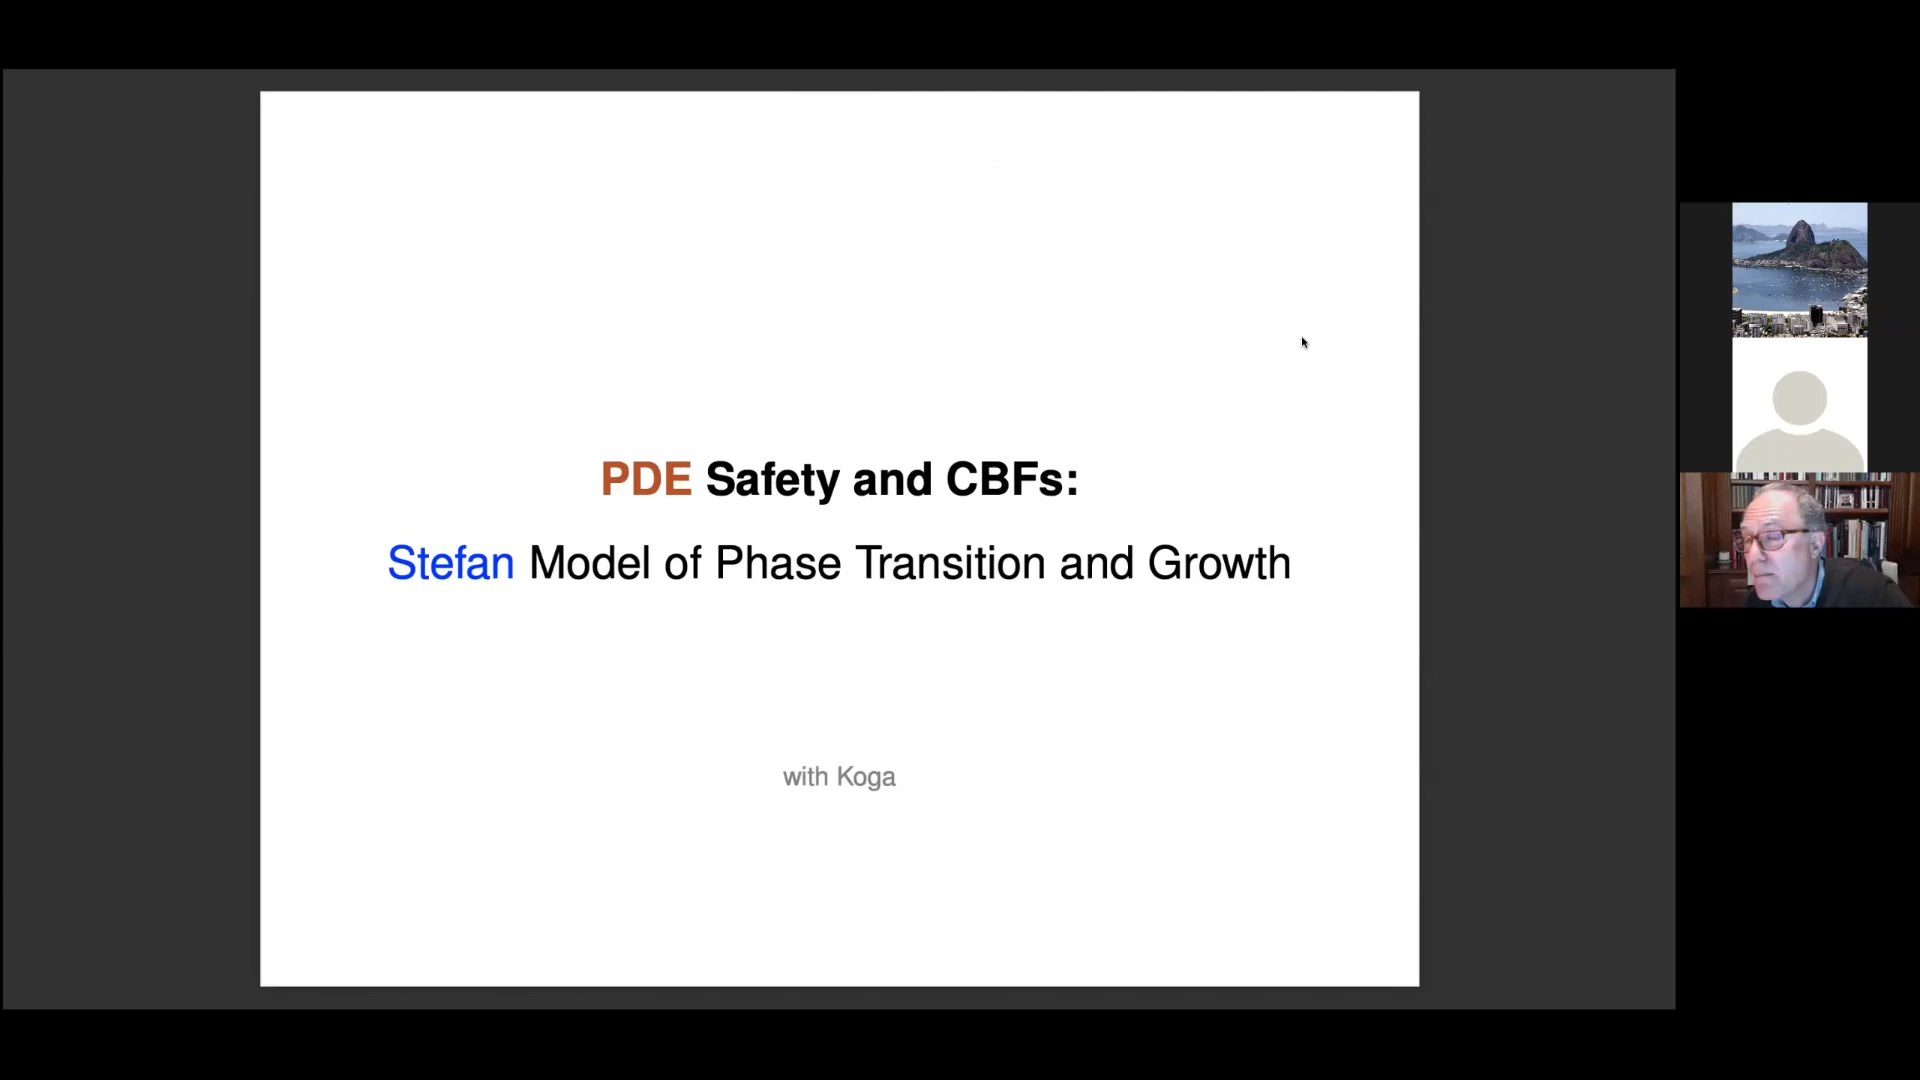 PDE Safety and CBFs:
Stefan Model of Phase Transition and Growth
with Koga